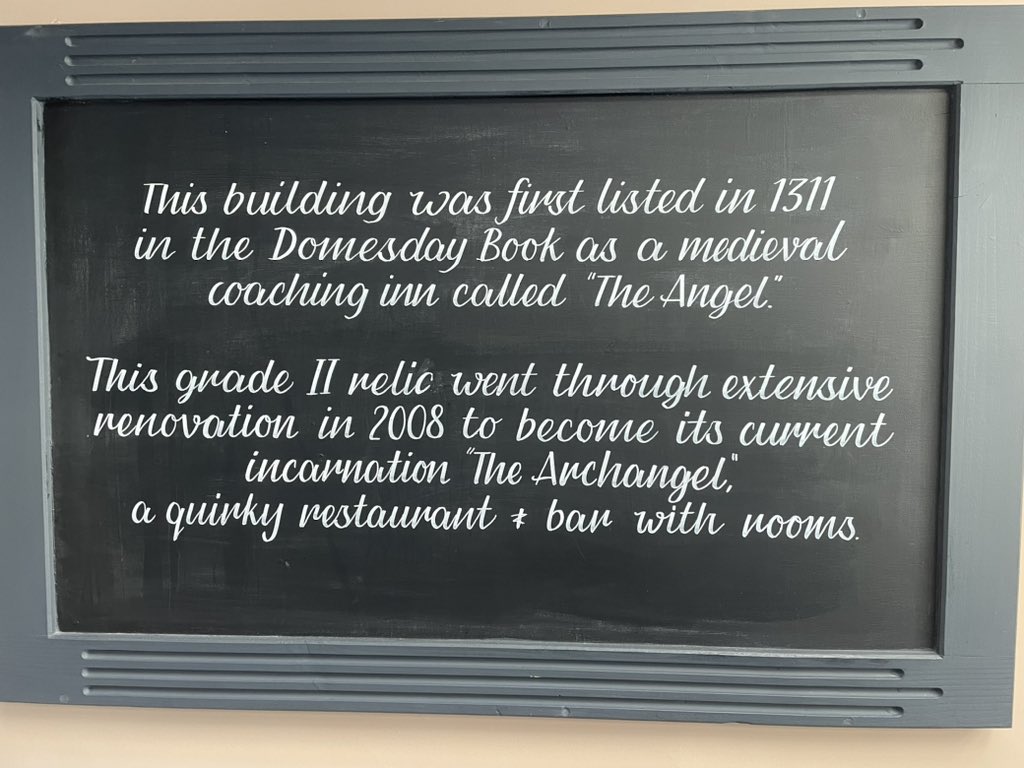 This building was first listed in 1311
in the Domesday Book as a medieval
coaching inn called "The Angel."
This grade II relic went through extensive
renovation in 2008 to become its current
incarnation "The Archangel,"
a quirky restaurant & bar with rooms.